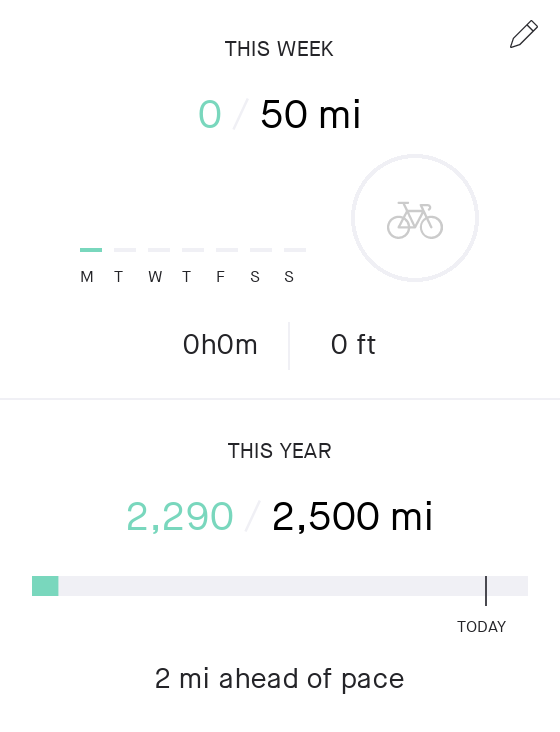 THIS WEEK
0 / 50 mi
M T W T F S S
0h0m 0 ft
THIS YEAR
2,290 / 2,500 mi
TODAY
2 mi ahead of pace